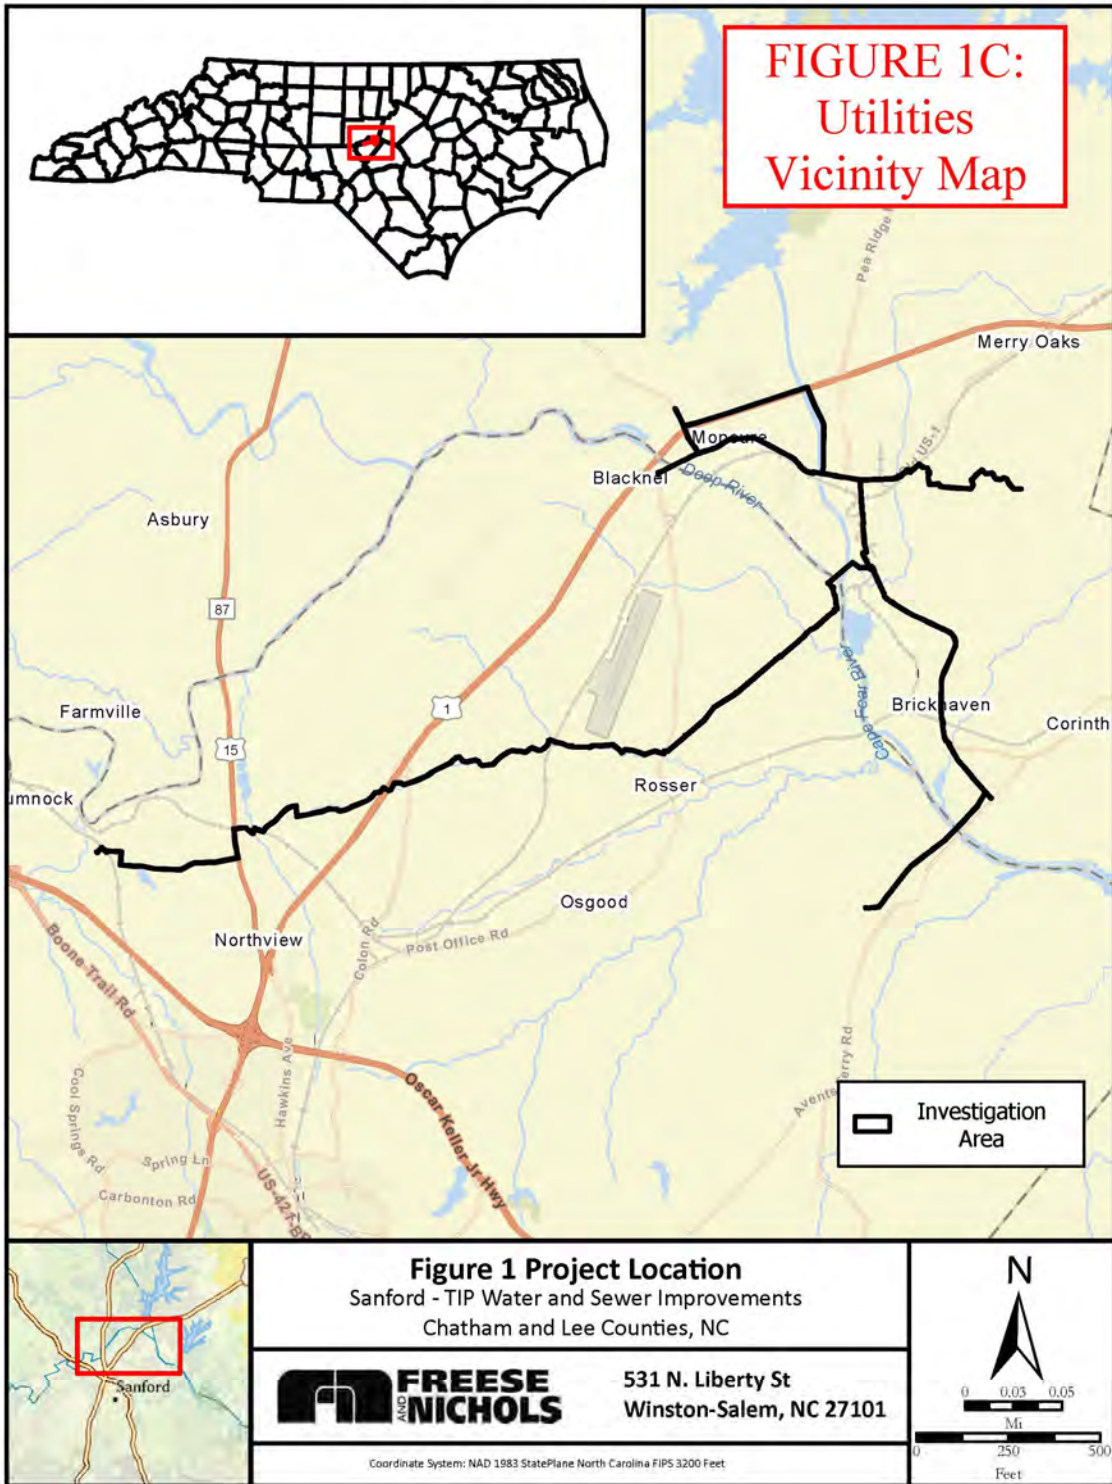 FIGURE 1C:
Utilities
Vicinity Map
Pea Ridge
Merry Oaks
Moncure
US-1
Blacknel
Deep River
Asbury
87
1
Farmville
15
Cape Fear River
Brickhaven
Corinth
umnock
Rosser
Osgood
Northview
Colon Rd
Post Office Rd
Boone Trail Rd
Hawkins Ave
Cool Springs Rd
Oscar Keller Jr Hwy
Avents erry Rd
Spring Ln
Carbonton Rd
US-421-B
Investigation
Area
Sanford
Figure 1 Project Location
Sanford - TIP Water and Sewer Improvements
Chatham and Lee Counties, NC
FREESE
AND
NICHOLS
531 N. Liberty St
Winston-Salem, NC 27101
Coordinate System: NAD 1983 StatePlane North Carolina FIPS 3200 Feet
N
0 0.03 0.05
Mi
0 250 500
Feet